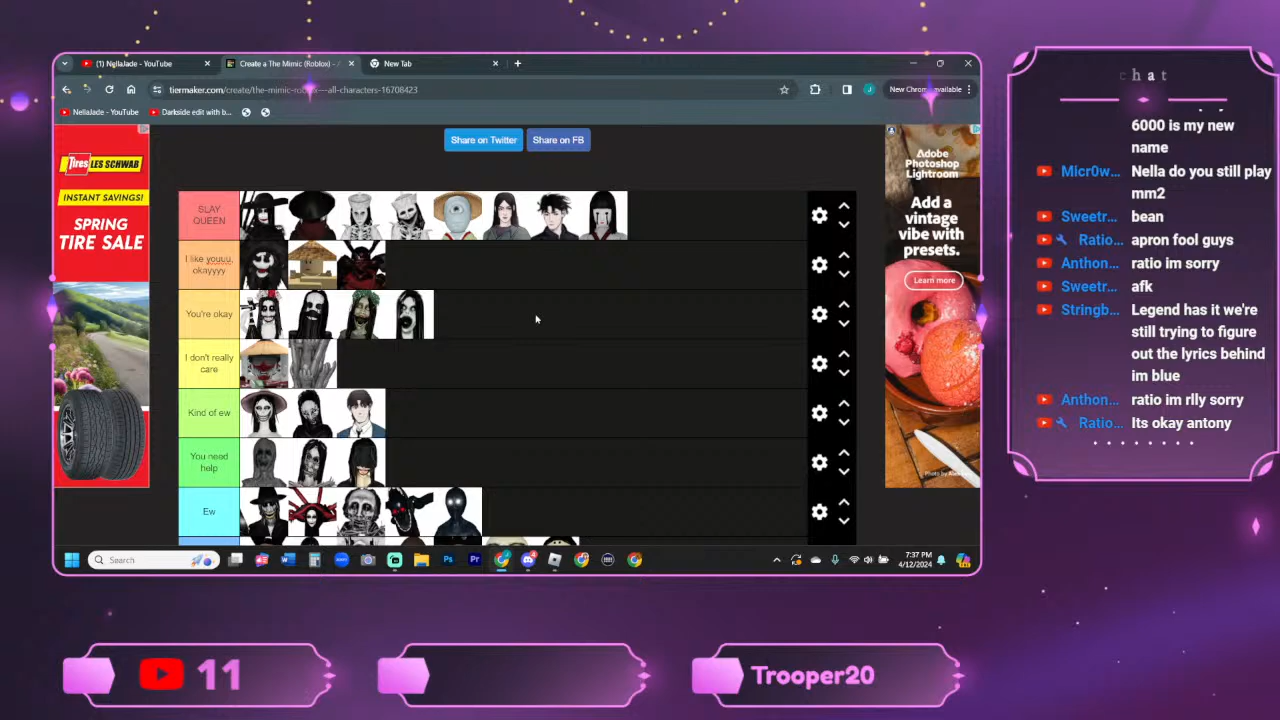 (1) NellaJade - YouTube
Create a The Mimic (Roblox) - A
New Tab
tiermaker.com/create/the-mimic-roblox---all-characters-16708423
New Chrome available
NellaJade - YouTube
Darkside edit with b...
Share on Twitter
Share on FB
Tires LES SCHWAB
INSTANT SAVINGS!
SPRING
TIRE SALE
SLAY
QUEEN
I like youuu,
okayyyy
You're okay
I don't really
care
Kind of ew
You need
help
Ew
Adobe
Photoshop
Lightroom
Add a
vintage
vibe with
presets.
Learn more
Search
7:37 PM
4/12/2024
chat
6000 is my new
name
MIcr0w... Nella do you still play
mm2
Sweetr... bean
Ratio... apron fool guys
Anthon... ratio im sorry
Sweetr... afk
Stringb... Legend has it we're
still trying to figure
out the lyrics behind
im blue
Anthon... ratio im rlly sorry
Ratio... Its okay antony
11
Trooper20